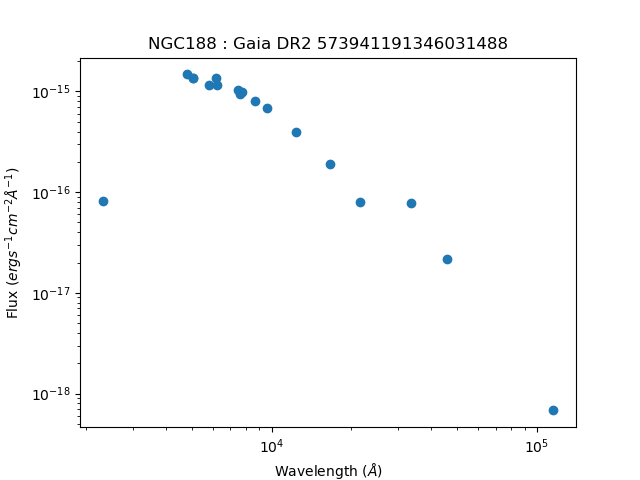 NGC188 : Gaia DR2 573941191346031488
Flux (ergs⁻¹cm⁻²Å⁻¹)
10⁻¹⁵
10⁻¹⁶
10⁻¹⁷
10⁻¹⁸
10⁴ 10⁵
Wavelength (Å)